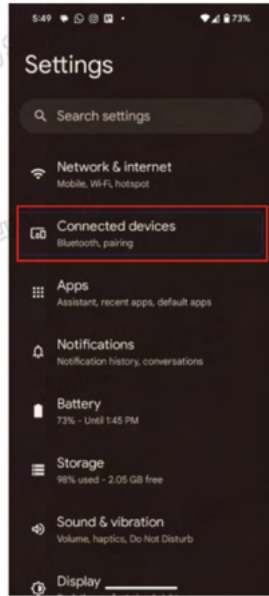 5:49 73%
Settings
Search settings
Network & internet
Mobile, Wi-Fi, hotspot
Connected devices
Bluetooth, pairing
Apps
Assistant, recent apps, default apps
Notifications
Notification history, conversations
Battery
73% - Until 1:45 PM
Storage
98% used - 2.05 GB free
Sound & vibration
Volume, haptics, Do Not Disturb
Display